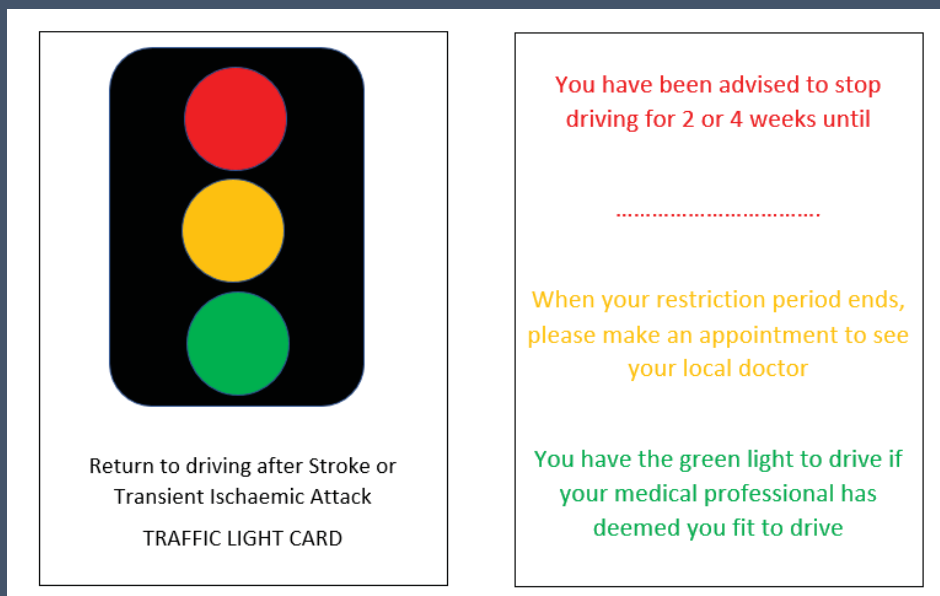 Return to driving after Stroke or
Transient Ischaemic Attack
TRAFFIC LIGHT CARD
You have been advised to stop
driving for 2 or 4 weeks until
…………………………….
When your restriction period ends,
please make an appointment to see
your local doctor
You have the green light to drive if
your medical professional has
deemed you fit to drive